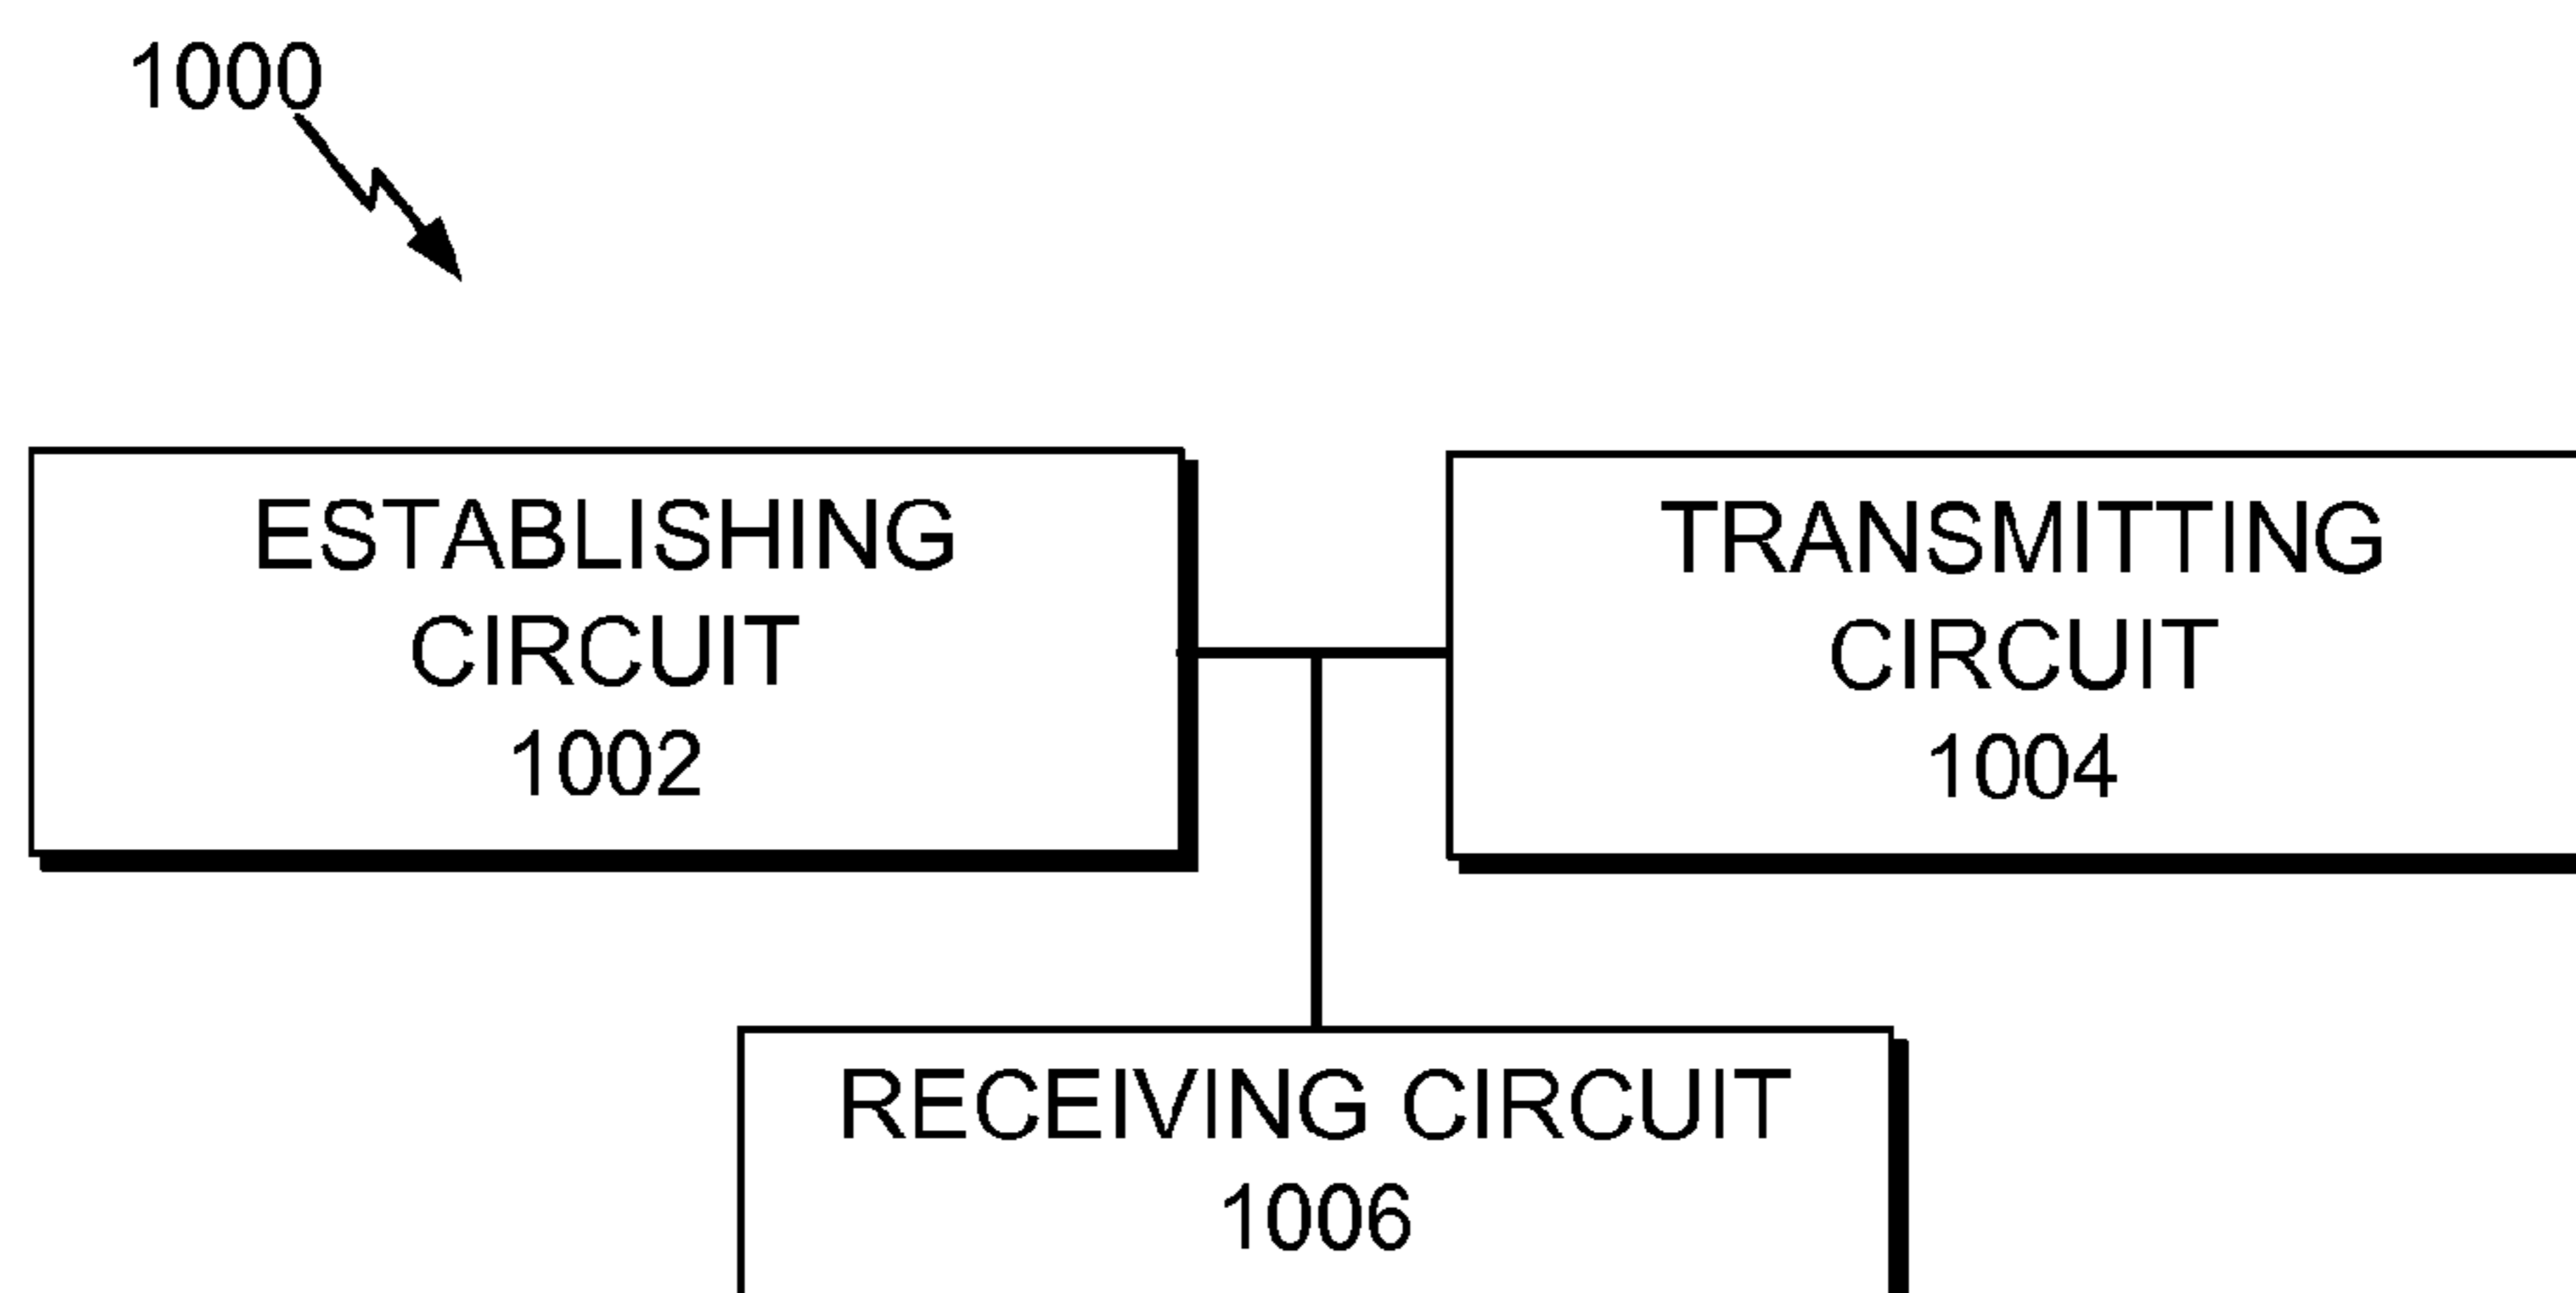 1000
ESTABLISHING
CIRCUIT
1002
TRANSMITTING
CIRCUIT
1004
RECEIVING CIRCUIT
1006